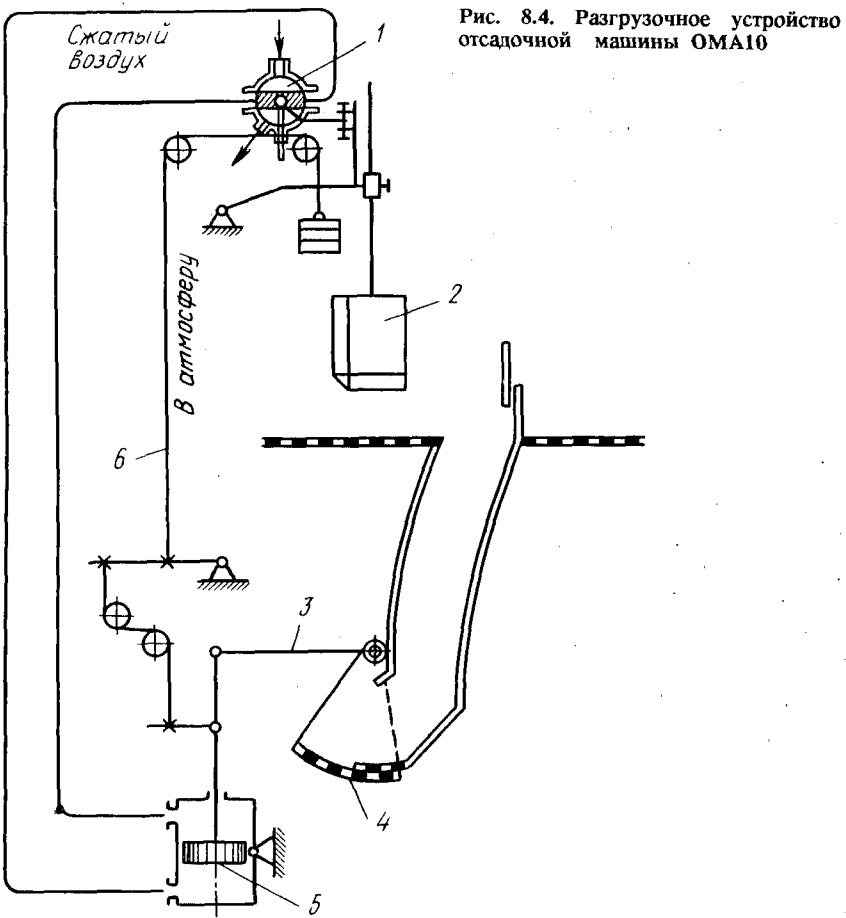 Рис. 8.4. Разгрузочное устройство
отсадочной машины ОМА10
Сжатый
воздух
1
2
В атмосферу
6
3
4
5